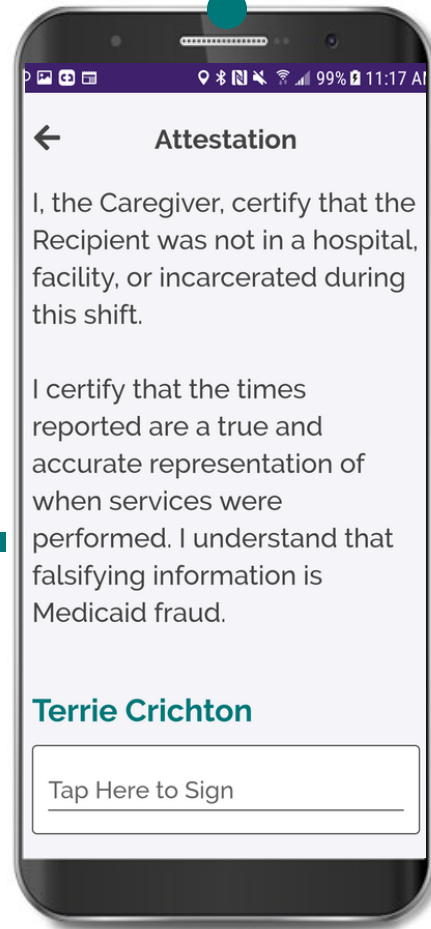 99% 11:17 AM
Attestation
I, the Caregiver, certify that the
Recipient was not in a hospital,
facility, or incarcerated during
this shift.
I certify that the times
reported are a true and
accurate representation of
when services were
performed. I understand that
falsifying information is
Medicaid fraud.
Terrie Crichton
Tap Here to Sign